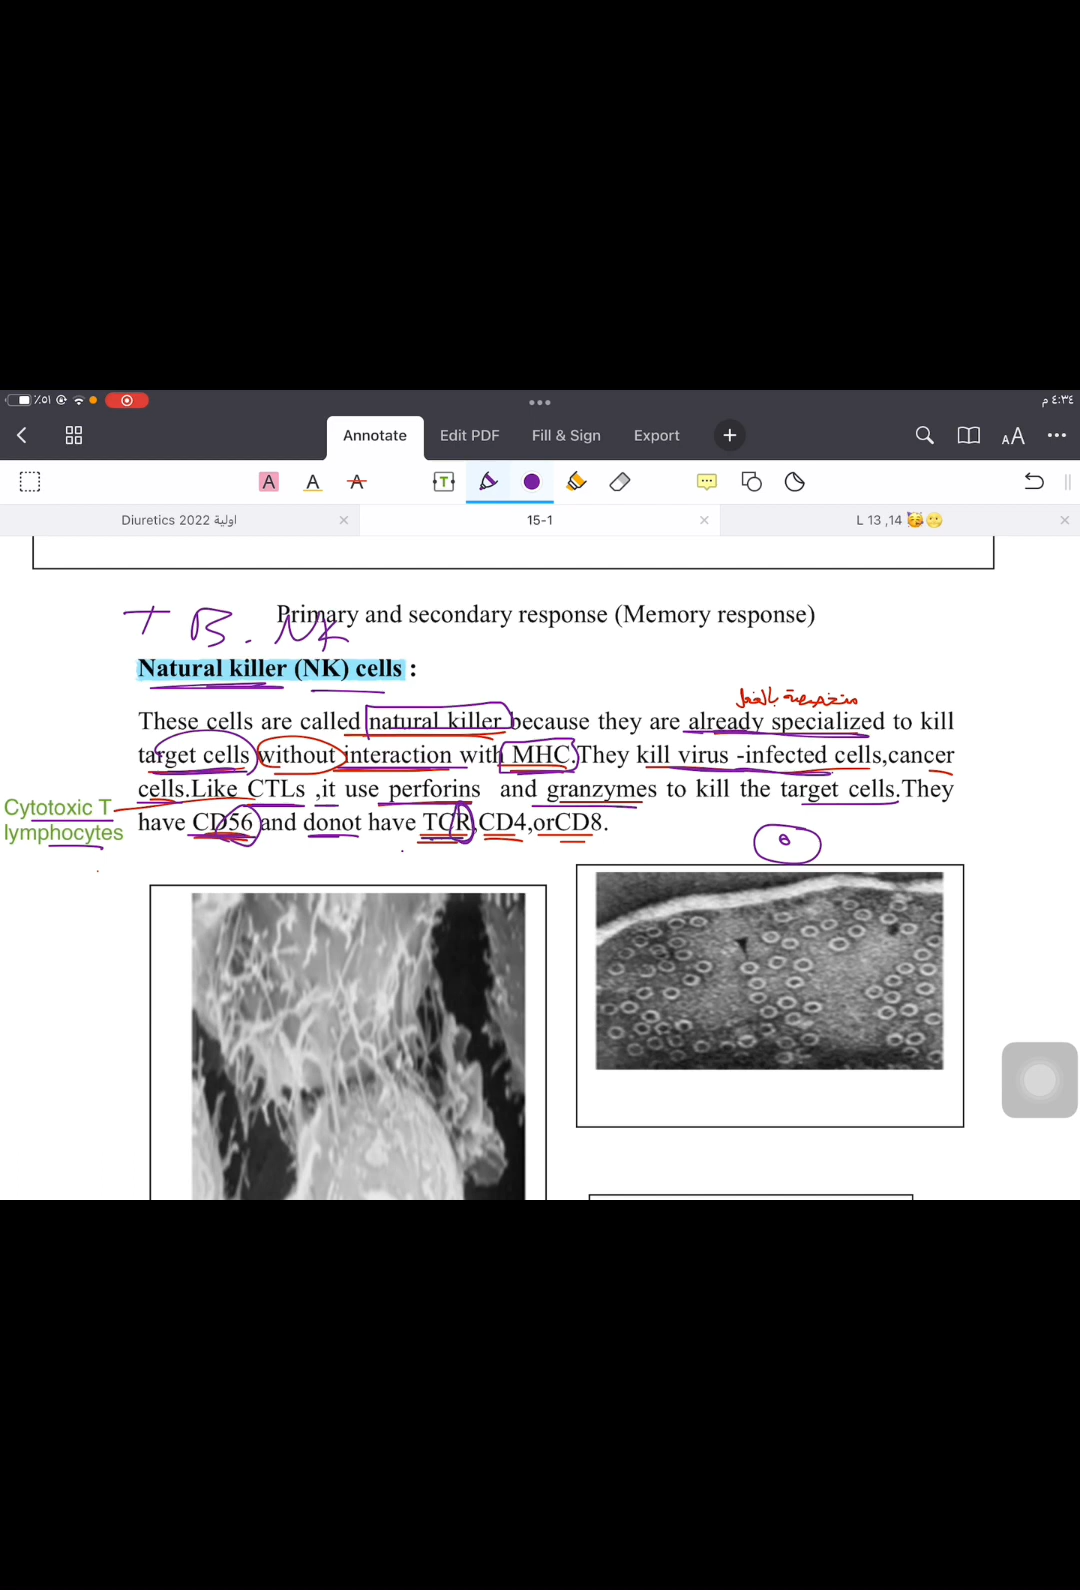 ٪٥١
٤:٣٤ م
Annotate Edit PDF Fill & Sign Export +
A A A T
Diuretics 2022 اولية × 15-1 × L 13 ,14 🥳🙂 ×
T B. NK
Primary and secondary response (Memory response)
Natural killer (NK) cells :
متخصصة بالفعل
These cells are called natural killer because they are already specialized to kill
target cells without interaction with MHC.They kill virus -infected cells,cancer
cells.Like CTLs ,it use perforins and granzymes to kill the target cells.They
Cytotoxic T
lymphocytes
have CD56 and donot have TCR,CD4,orCD8.